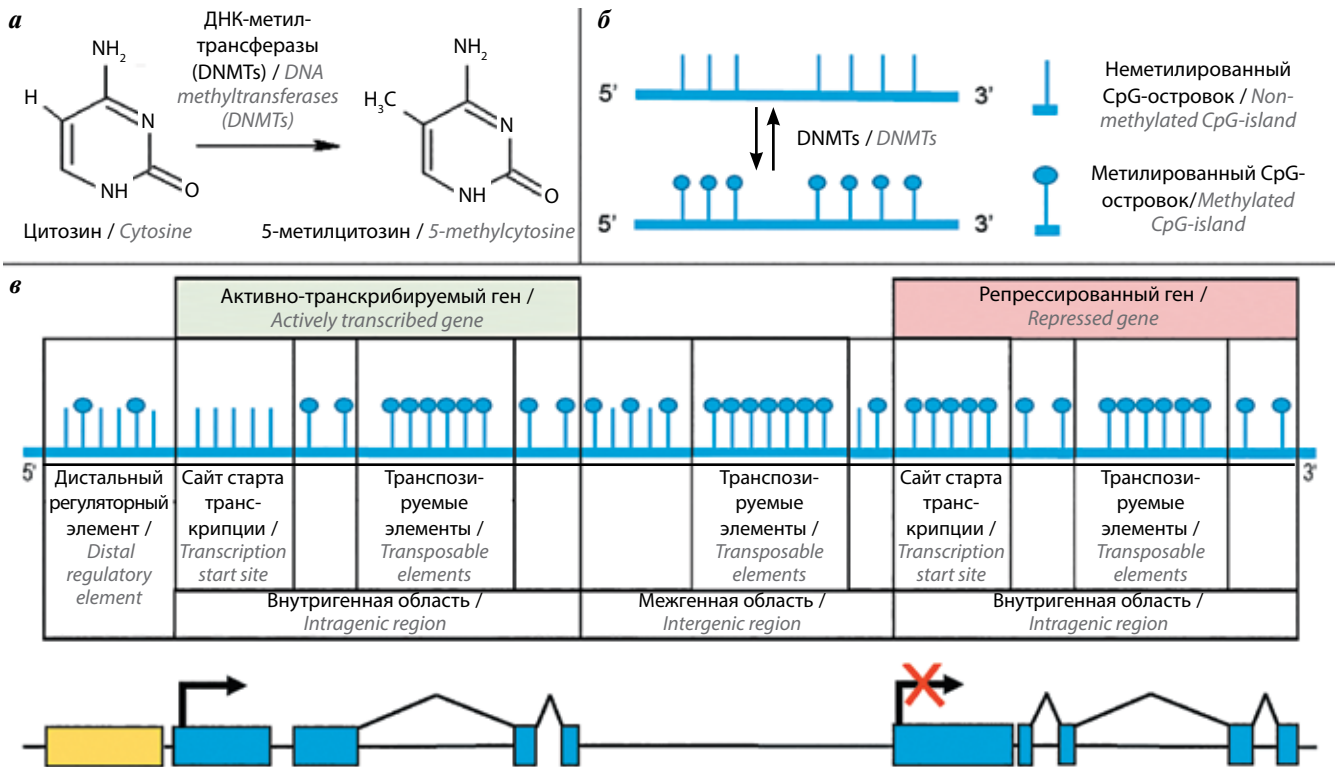 а
ДНК-метил-
трансферазы
(DNMTs) / DNA
methyltransferases
(DNMTs)
NH2
H
N
NH
O
Цитозин / Cytosine
NH2
H3C
N
NH
O
5-метилцитозин / 5-methylcytosine
б
5’
3’
DNMTs / DNMTs
5’
3’
Неметилированный
CpG-островок / Non-
methylated CpG-island
Метилированный CpG-
островок/Methylated
CpG-island
в
Активно-транскрибируемый ген /
Actively transcribed gene
Репрессированный ген /
Repressed gene
5'
3'
Дистальный
регуляторный
элемент /
Distal
regulatory
element
Сайт старта
транс-
крипции /
Transcription
start site
Транспози-
руемые
элементы /
Transposable
elements
Транспози-
руемые
элементы /
Transposable
elements
Сайт старта
транс-
крипции /
Transcription
start site
Транспози-
руемые
элементы /
Transposable
elements
Внутригенная область /
Intragenic region
Межгенная область /
Intergenic region
Внутригенная область /
Intragenic region